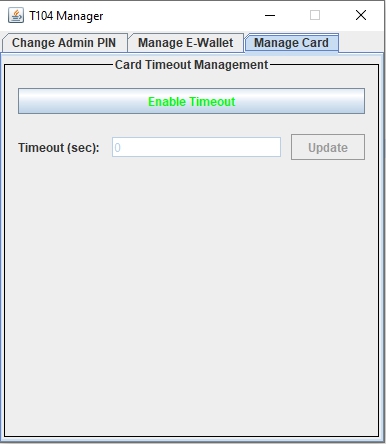 T104 Manager
Change Admin PIN Manage E-Wallet Manage Card
Card Timeout Management
Enable Timeout
Timeout (sec): 0 Update